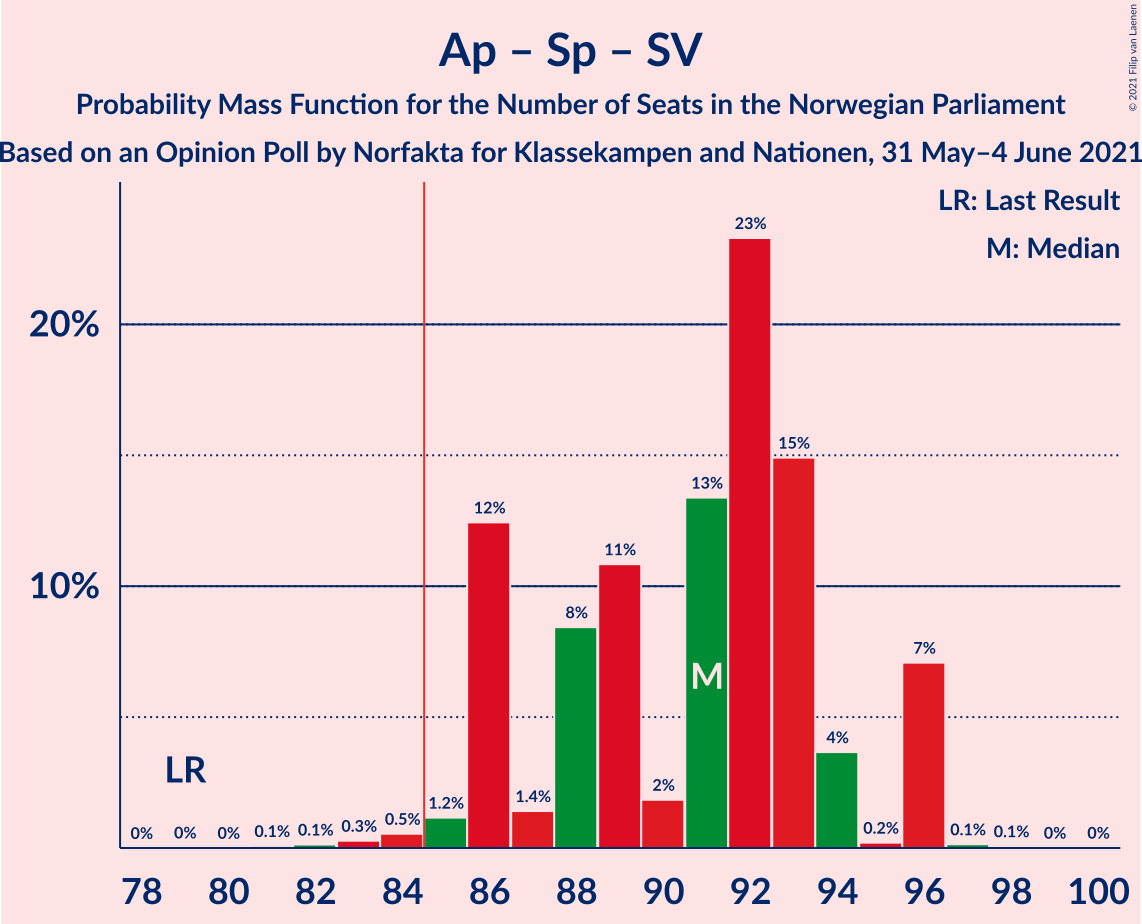 Ap – Sp – SV
Probability Mass Function for the Number of Seats in the Norwegian Parliament
Based on an Opinion Poll by Norfakta for Klassekampen and Nationen, 31 May–4 June 2021
© 2021 Filip van Laenen
LR: Last Result
M: Median
20%
10%
0% 0% 0% 0.1% 0.1% 0.3% 0.5% 1.2% 12% 1.4% 8% 11% 2% 13% 23% 15% 4% 0.2% 7% 0.1% 0.1% 0% 0%
LR
M
78 80 82 84 86 88 90 92 94 96 98 100